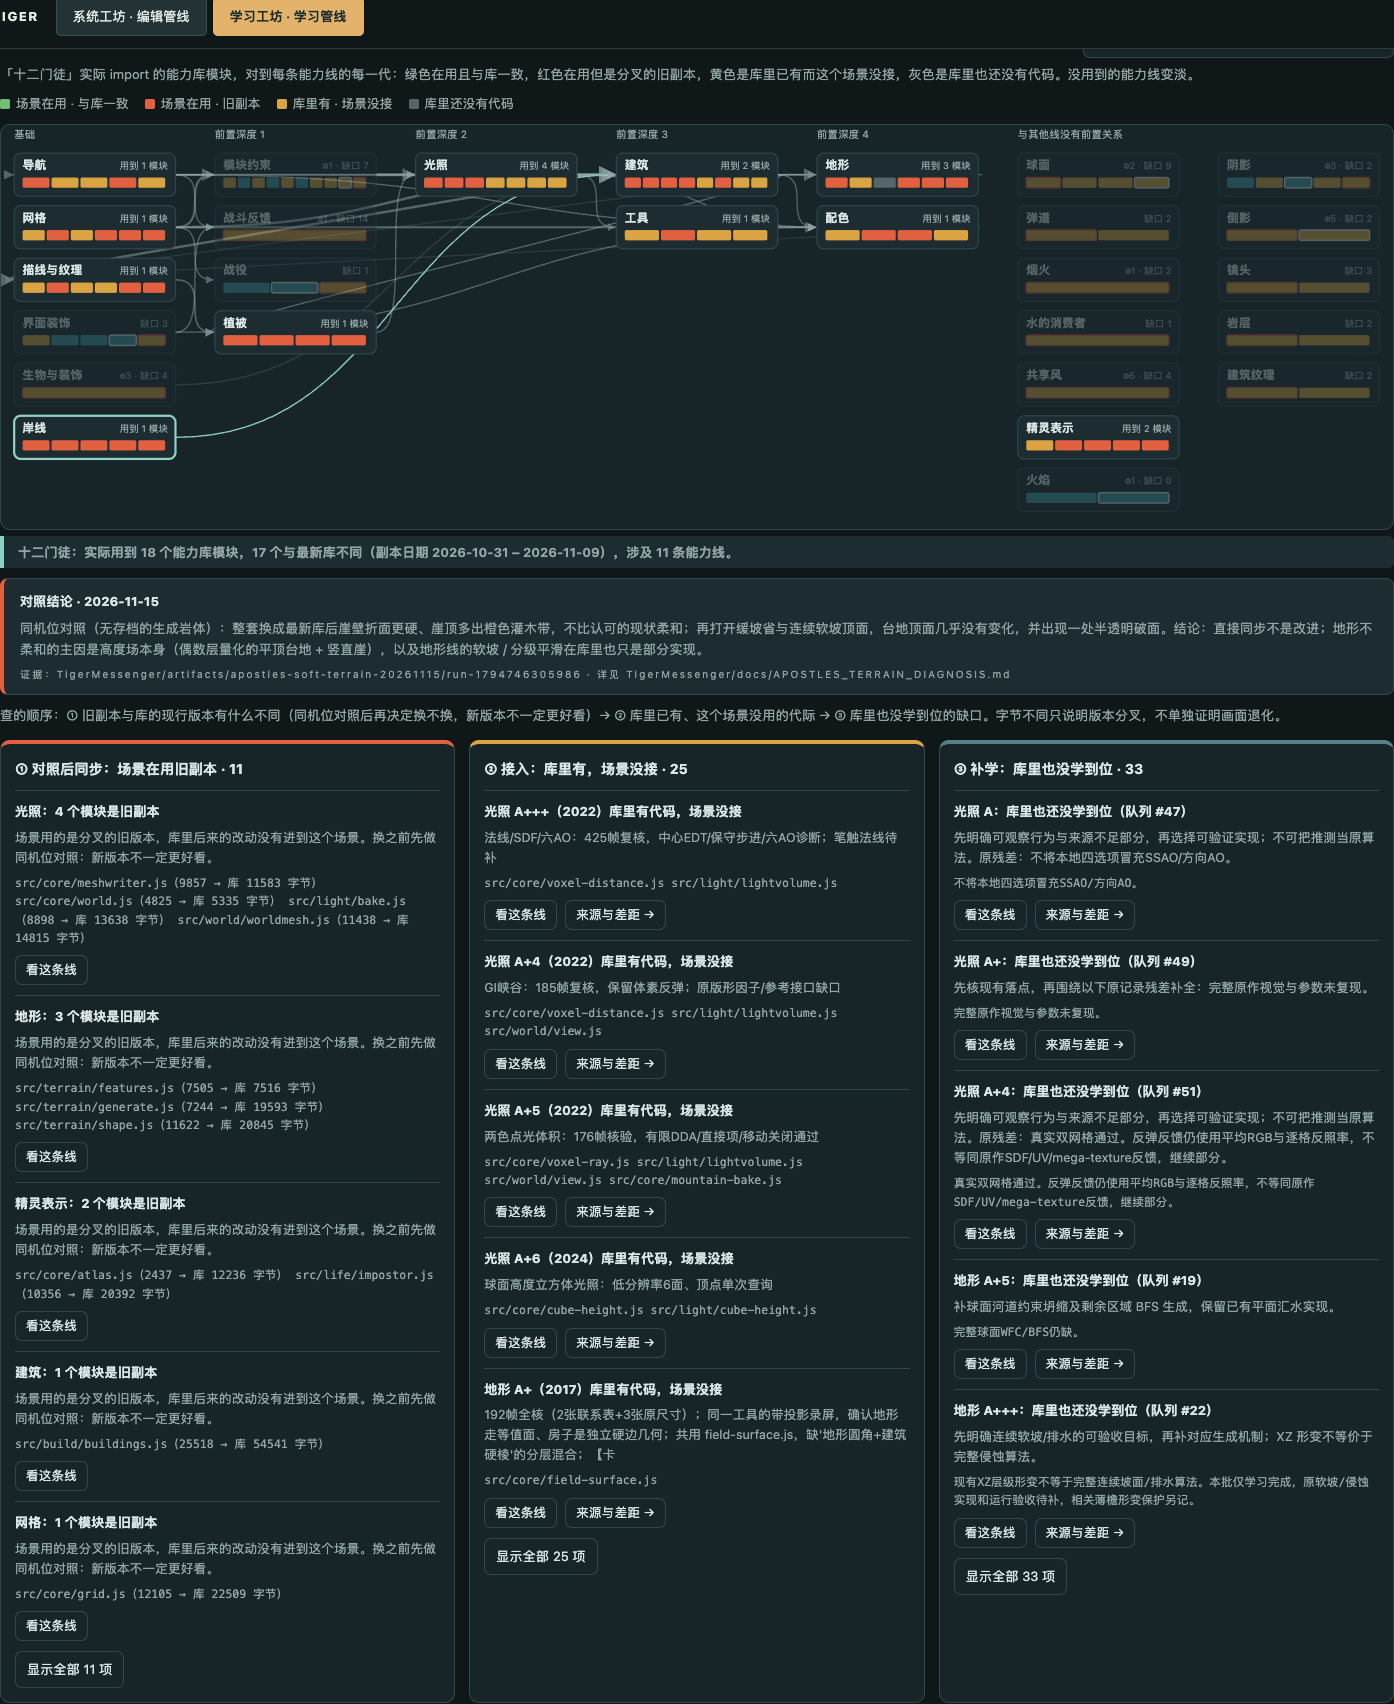 IGER
系统工坊 · 编辑管线
学习工坊 · 学习管线
「十二门徒」实际 import 的能力库模块，对到每条能力线的每一代：绿色在用且与库一致，红色在用但是分叉的旧副本，黄色是库里已有而这个场景没接，灰色是库里也还没有代码。没用到的能力线变淡。
场景在用 · 与库一致
场景在用 · 旧副本
库里有 · 场景没接
库里还没有代码
基础
前置深度 1
前置深度 2
前置深度 3
前置深度 4
与其他线没有前置关系
导航 用到 1 模块
模块约束 ⚙1 · 缺口 7
光照 用到 4 模块
建筑 用到 2 模块
地形 用到 3 模块
球面 ⚙2 · 缺口 9
阴影 ⚙3 · 缺口 2
网格 用到 1 模块
战斗反馈 ⚙1 · 缺口 14
工具 用到 1 模块
配色 用到 1 模块
弹道 缺口 2
倒影 ⚙5 · 缺口 2
描线与纹理 用到 1 模块
战役 缺口 1
烟火 ⚙1 · 缺口 2
镜头 缺口 3
界面装饰 缺口 3
植被 用到 1 模块
水的消费者 缺口 1
岩层 缺口 2
生物与装饰 ⚙3 · 缺口 4
共享风 ⚙6 · 缺口 4
建筑纹理 缺口 2
岸线 用到 1 模块
精灵表示 用到 2 模块
火焰 ⚙1 · 缺口 0
十二门徒：实际用到 18 个能力库模块，17 个与最新库不同（副本日期 2026-10-31 – 2026-11-09），涉及 11 条能力线。
对照结论 · 2026-11-15
同机位对照（无存档的生成岩体）：整套换成最新库后崖壁折面更硬、崖顶多出橙色灌木带，不比认可的现状柔和；再打开缓坡省与连续软坡顶面，台地顶面几乎没有变化，并出现一处半透明破面。结论：直接同步不是改进；地形不
柔和的主因是高度场本身（偶数层量化的平顶台地 + 竖直崖），以及地形线的软坡 / 分级平滑在库里也只是部分实现。
证据：TigerMessenger/artifacts/apostles-soft-terrain-20261115/run-1794746305986 · 详见 TigerMessenger/docs/APOSTLES_TERRAIN_DIAGNOSIS.md
查的顺序：① 旧副本与库的现行版本有什么不同（同机位对照后再决定换不换，新版本不一定更好看）→ ② 库里已有、这个场景没用的代际 → ③ 库里也没学到位的缺口。字节不同只说明版本分叉，不单独证明画面退化。
① 对照后同步：场景在用旧副本 · 11
光照：4 个模块是旧副本
场景用的是分叉的旧版本，库里后来的改动没有进到这个场景。换之前先做
同机位对照：新版本不一定更好看。
src/core/meshwriter.js（9857 → 库 11583 字节）
src/core/world.js（4825 → 库 5335 字节） src/light/bake.js
（8898 → 库 13638 字节） src/world/worldmesh.js（11438 → 库
14815 字节）
看这条线
地形：3 个模块是旧副本
场景用的是分叉的旧版本，库里后来的改动没有进到这个场景。换之前先做
同机位对照：新版本不一定更好看。
src/terrain/features.js（7505 → 库 7516 字节）
src/terrain/generate.js（7244 → 库 19593 字节）
src/terrain/shape.js（11622 → 库 20845 字节）
看这条线
精灵表示：2 个模块是旧副本
场景用的是分叉的旧版本，库里后来的改动没有进到这个场景。换之前先做
同机位对照：新版本不一定更好看。
src/core/atlas.js（2437 → 库 12236 字节） src/life/impostor.js
（10356 → 库 20392 字节）
看这条线
建筑：1 个模块是旧副本
场景用的是分叉的旧版本，库里后来的改动没有进到这个场景。换之前先做
同机位对照：新版本不一定更好看。
src/build/buildings.js（25518 → 库 54541 字节）
看这条线
网格：1 个模块是旧副本
场景用的是分叉的旧版本，库里后来的改动没有进到这个场景。换之前先做
同机位对照：新版本不一定更好看。
src/core/grid.js（12105 → 库 22509 字节）
看这条线
显示全部 11 项
② 接入：库里有，场景没接 · 25
光照 A+++（2022）库里有代码，场景没接
法线/SDF/六AO：425帧复核，中心EDT/保守步进/六AO诊断；笔触法线待
补
src/core/voxel-distance.js src/light/lightvolume.js
看这条线
来源与差距 →
光照 A+4（2022）库里有代码，场景没接
GI峡谷：185帧复核，保留体素反弹；原版形因子/参考接口缺口
src/core/voxel-distance.js src/light/lightvolume.js
src/world/view.js
看这条线
来源与差距 →
光照 A+5（2022）库里有代码，场景没接
两色点光体积：176帧核验，有限DDA/直接项/移动关闭通过
src/core/voxel-ray.js src/light/lightvolume.js
src/world/view.js src/core/mountain-bake.js
看这条线
来源与差距 →
光照 A+6（2024）库里有代码，场景没接
球面高度立方体光照：低分辨率6面、顶点单次查询
src/core/cube-height.js src/light/cube-height.js
看这条线
来源与差距 →
地形 A+（2017）库里有代码，场景没接
192帧全核（2张联系表+3张原尺寸）；同一工具的带投影录屏，确认地形
走等值面、房子是独立硬边几何；共用 field-surface.js，缺'地形圆角+建筑
硬棱'的分层混合；【卡
src/core/field-surface.js
看这条线
来源与差距 →
显示全部 25 项
③ 补学：库里也没学到位 · 33
光照 A：库里也还没学到位（队列 #47）
先明确可观察行为与来源不足部分，再选择可验证实现；不可把推测当原算
法。原残差：不将本地四选项冒充SSAO/方向AO。
不将本地四选项冒充SSAO/方向AO。
看这条线
来源与差距 →
光照 A+：库里也还没学到位（队列 #49）
先核现有落点，再围绕以下原记录残差补全：完整原作视觉与参数未复现。
完整原作视觉与参数未复现。
看这条线
来源与差距 →
光照 A+4：库里也还没学到位（队列 #51）
先明确可观察行为与来源不足部分，再选择可验证实现；不可把推测当原算
法。原残差：真实双网格通过。反弹反馈仍使用平均RGB与逐格反照率，不
等同原作SDF/UV/mega-texture反馈，继续部分。
真实双网格通过。反弹反馈仍使用平均RGB与逐格反照率，不等同原作
SDF/UV/mega-texture反馈，继续部分。
看这条线
来源与差距 →
地形 A+5：库里也还没学到位（队列 #19）
补球面河道约束坍缩及剩余区域 BFS 生成，保留已有平面汇水实现。
完整球面WFC/BFS仍缺。
看这条线
来源与差距 →
地形 A+++：库里也还没学到位（队列 #22）
先明确连续软坡/排水的可验收目标，再补对应生成机制；XZ 形变不等价于
完整侵蚀算法。
现有XZ层级形变不等于完整连续坡面/排水算法。本批仅学习完成，原软坡/侵蚀
实现和运行验收待补，相关薄檐形变保护另记。
看这条线
来源与差距 →
显示全部 33 项